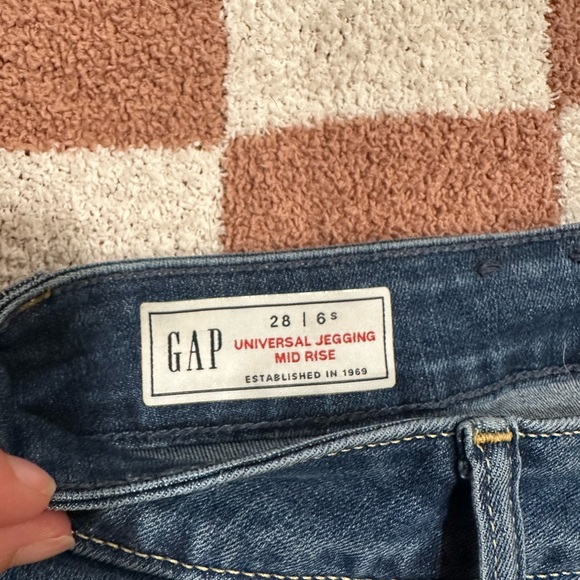 GAP
28 | 6s
UNIVERSAL JEGGING
MID RISE
ESTABLISHED IN 1969